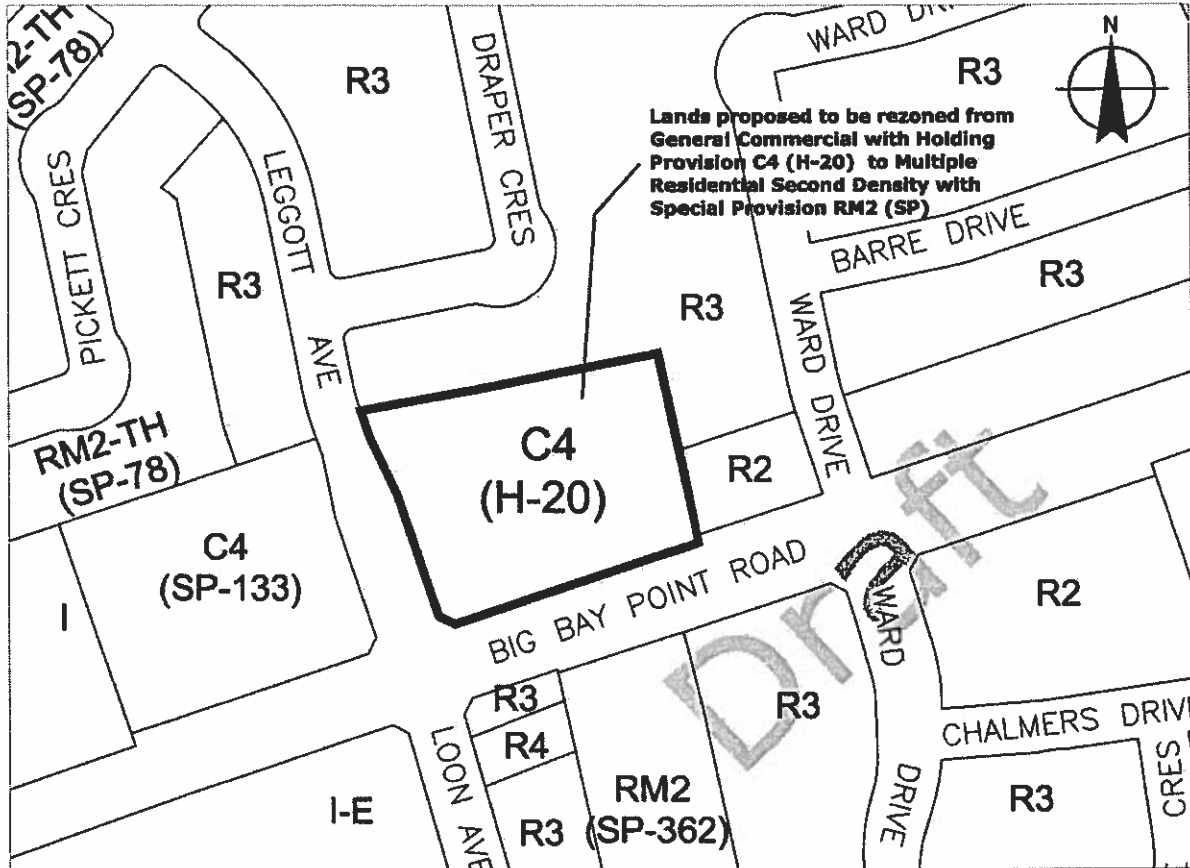 2-TH
(SP-78)
R3
DRAPER CRES
WARD
R3
N
Lands proposed to be rezoned from
General Commercial with Holding
Provision C4 (H-20) to Multiple
Residential Second Density with
Special Provision RM2 (SP)
PICKETT CRES
LEGGOTT
AVE
R3
R3
BARRE DRIVE
R3
WARD DRIVE
RM2-TH
(SP-78)
C4
(H-20)
R2
C4
(SP-133)
I
BIG BAY POINT ROAD
Draft
WARD
DRIVE
R2
R3
R4
R3
CHALMERS DRIVE
LOON AVE
I-E
R3
RM2
(SP-362)
R3
CRES